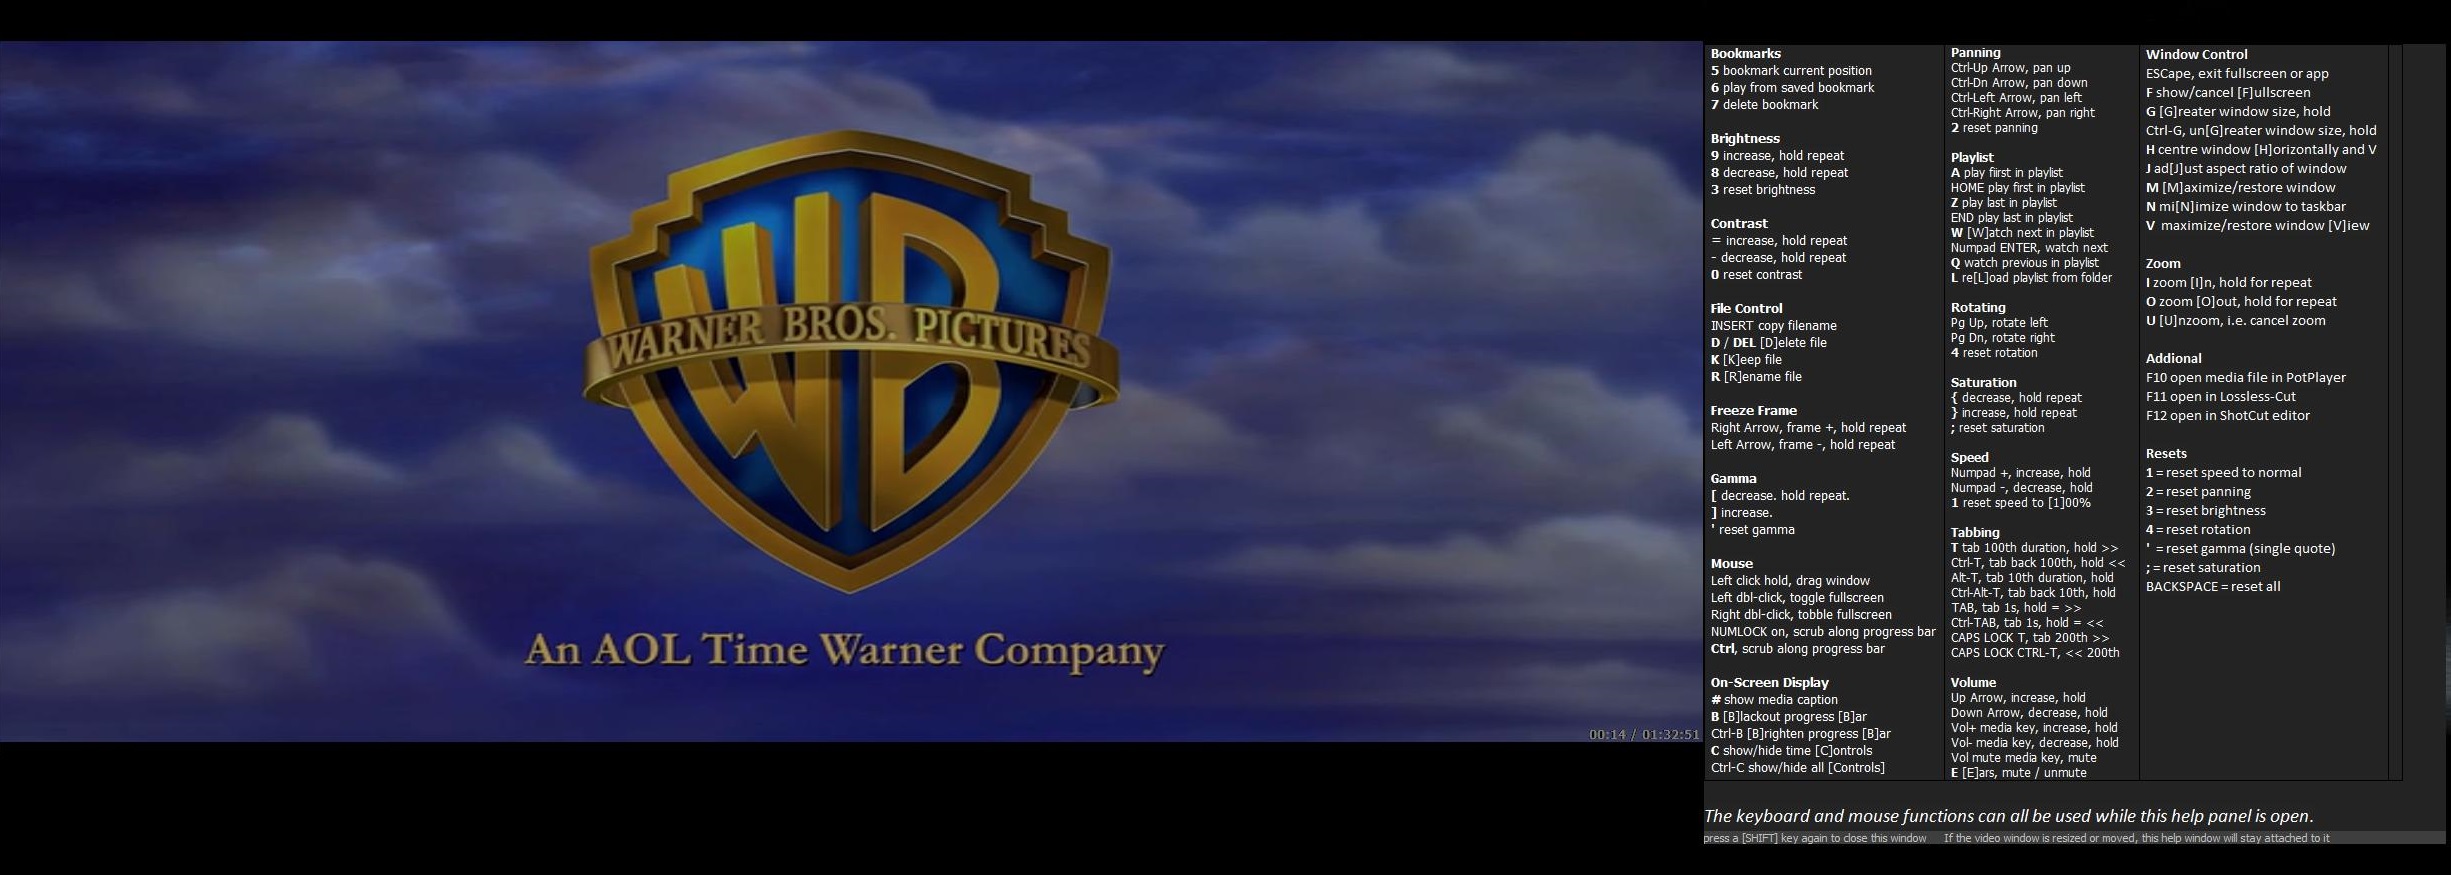 WB
WARNER BROS. PICTURES
An AOL Time Warner Company
00:14 / 01:32:51
Bookmarks
5 bookmark current position
6 play from saved bookmark
7 delete bookmark
Brightness
9 increase, hold repeat
8 decrease, hold repeat
3 reset brightness
Contrast
= increase, hold repeat
- decrease, hold repeat
0 reset contrast
File Control
INSERT copy filename
D / DEL [D]elete file
K [K]eep file
R [R]ename file
Freeze Frame
Right Arrow, frame +, hold repeat
Left Arrow, frame -, hold repeat
Gamma
[ decrease. hold repeat.
] increase.
' reset gamma
Mouse
Left click hold, drag window
Left dbl-click, toggle fullscreen
Right dbl-click, tobble fullscreen
NUMLOCK on, scrub along progress bar
Ctrl, scrub along progress bar
On-Screen Display
# show media caption
B [B]lackout progress [B]ar
Ctrl-B [B]righten progress [B]ar
C show/hide time [C]ontrols
Ctrl-C show/hide all [Controls]
Panning
Ctrl-Up Arrow, pan up
Ctrl-Dn Arrow, pan down
Ctrl-Left Arrow, pan left
Ctrl-Right Arrow, pan right
2 reset panning
Playlist
A play fiirst in playlist
HOME play first in playlist
Z play last in playlist
END play last in playlist
W [W]atch next in playlist
Numpad ENTER, watch next
Q watch previous in playlist
L re[L]oad playlist from folder
Rotating
Pg Up, rotate left
Pg Dn, rotate right
4 reset rotation
Saturation
{ decrease, hold repeat
} increase, hold repeat
; reset saturation
Speed
Numpad +, increase, hold
Numpad -, decrease, hold
1 reset speed to [1]00%
Tabbing
T tab 100th duration, hold >>
Ctrl-T, tab back 100th, hold <<
Alt-T, tab 10th duration, hold
Ctrl-Alt-T, tab back 10th, hold
TAB, tab 1s, hold = >>
Ctrl-TAB, tab 1s, hold = <<
CAPS LOCK T, tab 200th >>
CAPS LOCK CTRL-T, << 200th
Volume
Up Arrow, increase, hold
Down Arrow, decrease, hold
Vol+ media key, increase, hold
Vol- media key, decrease, hold
Vol mute media key, mute
E [E]ars, mute / unmute
Window Control
ESCape, exit fullscreen or app
F show/cancel [F]ullscreen
G [G]reater window size, hold
Ctrl-G, un[G]reater window size, hold
H centre window [H]orizontally and V
J ad[J]ust aspect ratio of window
M [M]aximize/restore window
N mi[N]imize window to taskbar
V maximize/restore window [V]iew
Zoom
I zoom [I]n, hold for repeat
O zoom [O]out, hold for repeat
U [U]nzoom, i.e. cancel zoom
Addional
F10 open media file in PotPlayer
F11 open in Lossless-Cut
F12 open in ShotCut editor
Resets
1 = reset speed to normal
2 = reset panning
3 = reset brightness
4 = reset rotation
' = reset gamma (single quote)
; = reset saturation
BACKSPACE = reset all
The keyboard and mouse functions can all be used while this help panel is open.
press a [SHIFT] key again to close this window If the video window is resized or moved, this help window will stay attached to it